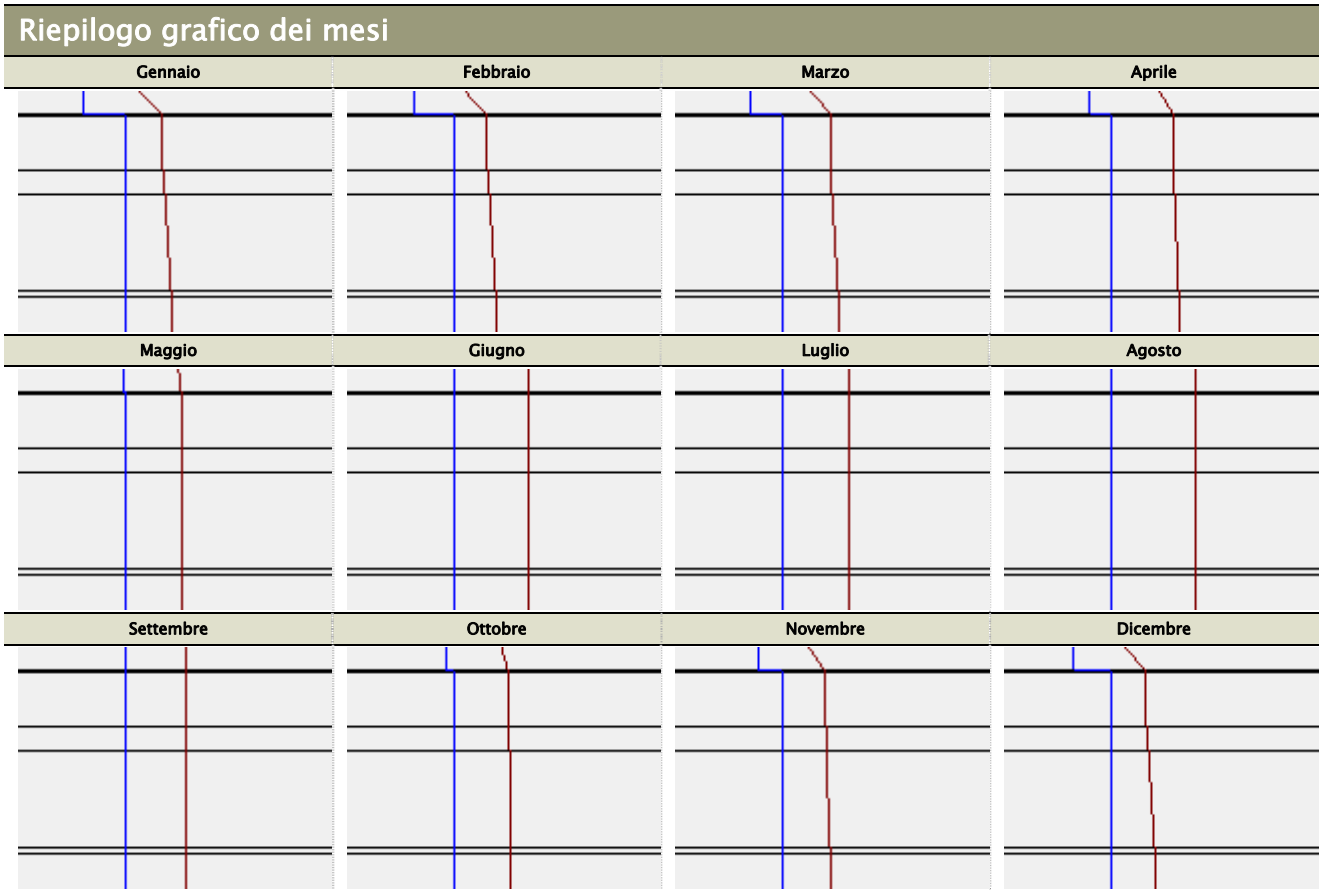 Riepilogo grafico dei mesi
Gennaio Febbraio Marzo Aprile
Maggio Giugno Luglio Agosto
Settembre Ottobre Novembre Dicembre